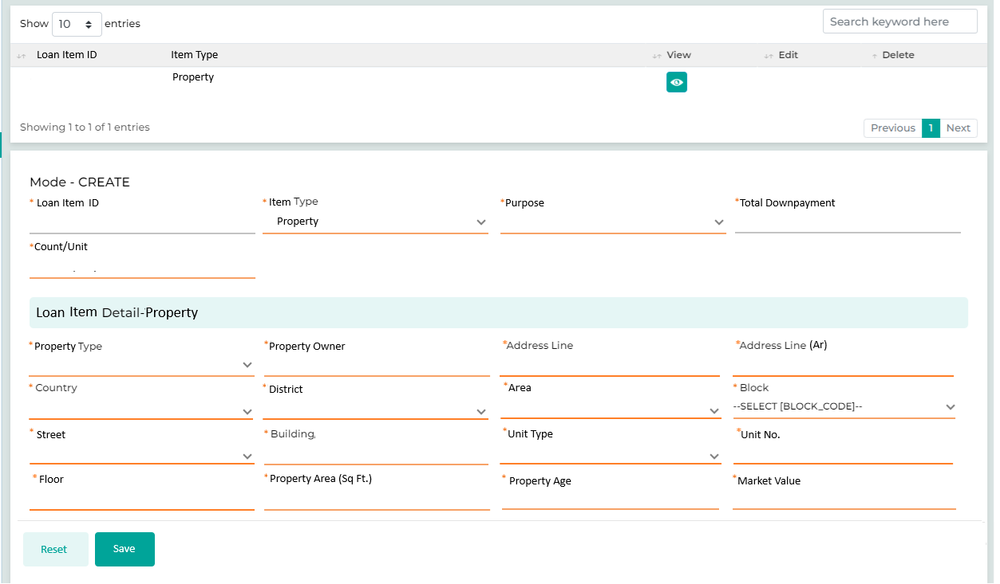 Show 10 entries Search keyword here
Loan Item ID Item Type View Edit Delete
Property
Showing 1 to 1 of 1 entries Previous 1 Next
Mode - CREATE
* Loan Item ID * Item Type *Purpose *Total Downpayment
Property
*Count/Unit
Loan Item Detail-Property
*Property Type *Property Owner *Address Line *Address Line (Ar)
* Country * District *Area * Block
--SELECT [BLOCK_CODE]--
* Street * Building, *Unit Type *Unit No.
* Floor * Property Area (Sq Ft.) * Property Age *Market Value
Reset Save